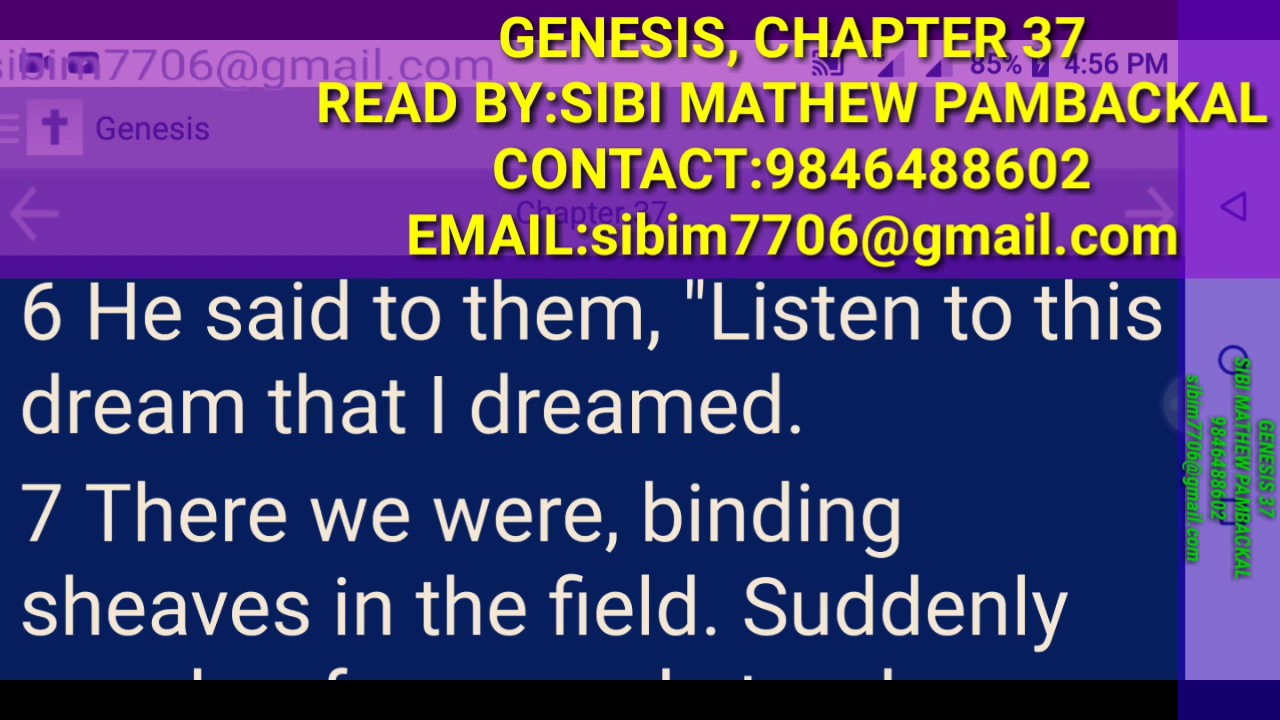 GENESIS, CHAPTER 37
sibim7706@gmail.com
85% 4:56 PM
READ BY:SIBI MATHEW PAMBACKAL
Genesis
CONTACT:9846488602
Chapter 37
EMAIL:sibim7706@gmail.com
6 He said to them, "Listen to this
dream that I dreamed.
7 There we were, binding
sheaves in the field. Suddenly
GENESIS 37
SIBI MATHEW PAMBACKAL
9846488602
sibim7706@gmail.com